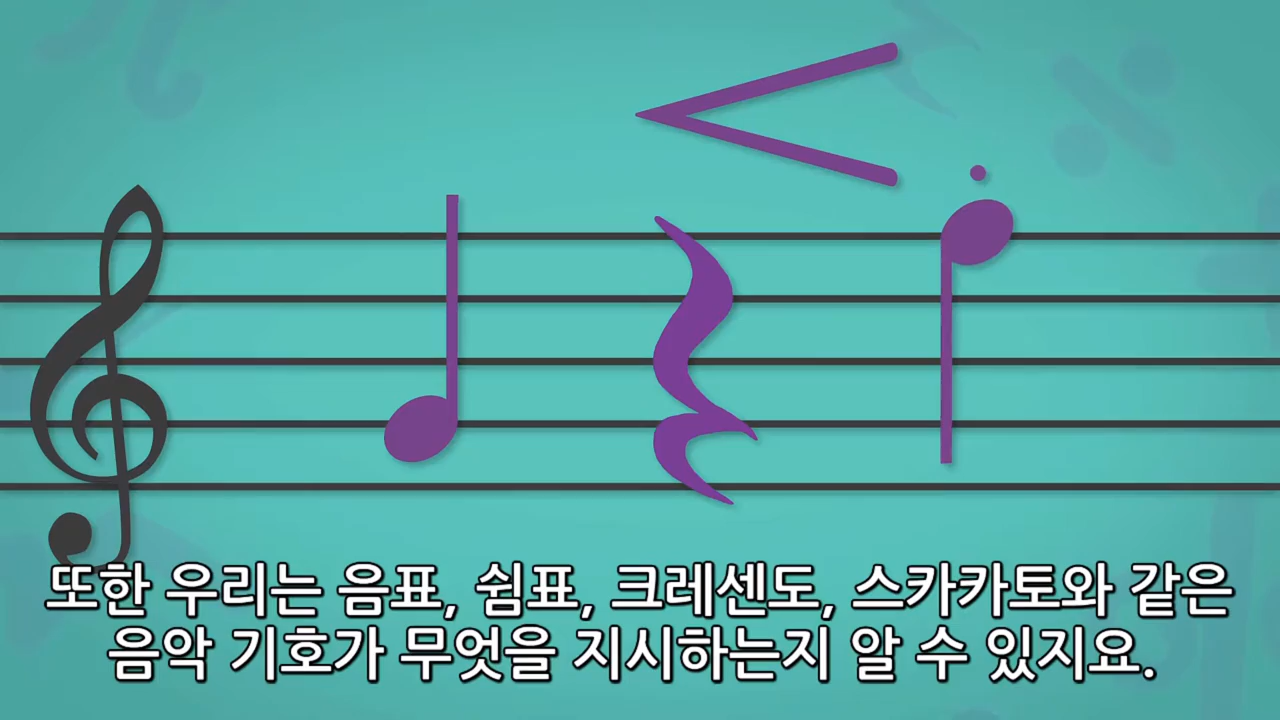 또한 우리는 음표, 쉼표, 크레센도, 스카카토와 같은
음악 기호가 무엇을 지시하는지 알 수 있지요.